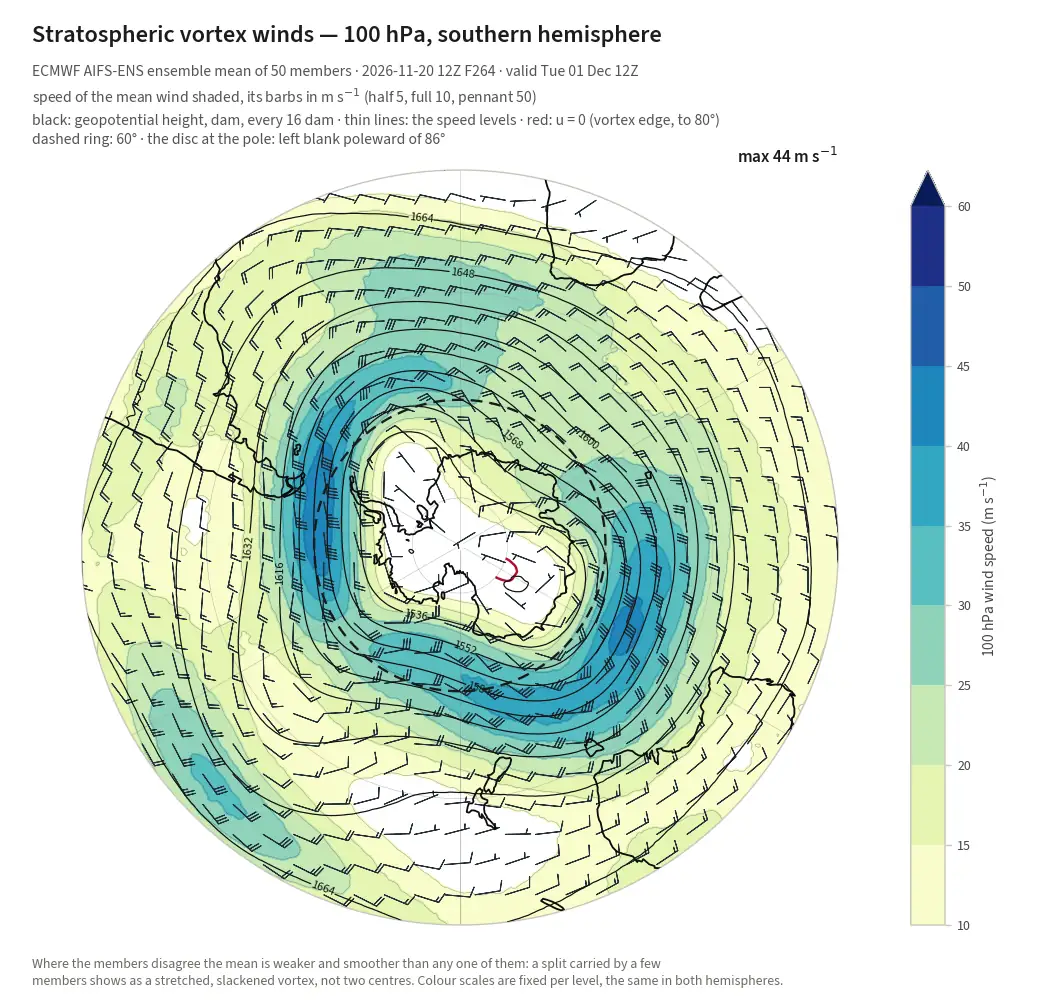 Stratospheric vortex winds — 100 hPa, southern hemisphere
ECMWF AIFS-ENS ensemble mean of 50 members · 2026-11-20 12Z F264 · valid Tue 01 Dec 12Z
speed of the mean wind shaded, its barbs in m s⁻¹ (half 5, full 10, pennant 50)
black: geopotential height, dam, every 16 dam · thin lines: the speed levels · red: u = 0 (vortex edge, to 80°)
dashed ring: 60° · the disc at the pole: left blank poleward of 86°
max 44 m s⁻¹
1664
1648
1568
1600
1632
1616
1536
1552
1664
60
50
45
40
35
30
25
20
15
10
100 hPa wind speed (m s⁻¹)
Where the members disagree the mean is weaker and smoother than any one of them: a split carried by a few
members shows as a stretched, slackened vortex, not two centres. Colour scales are fixed per level, the same in both hemispheres.